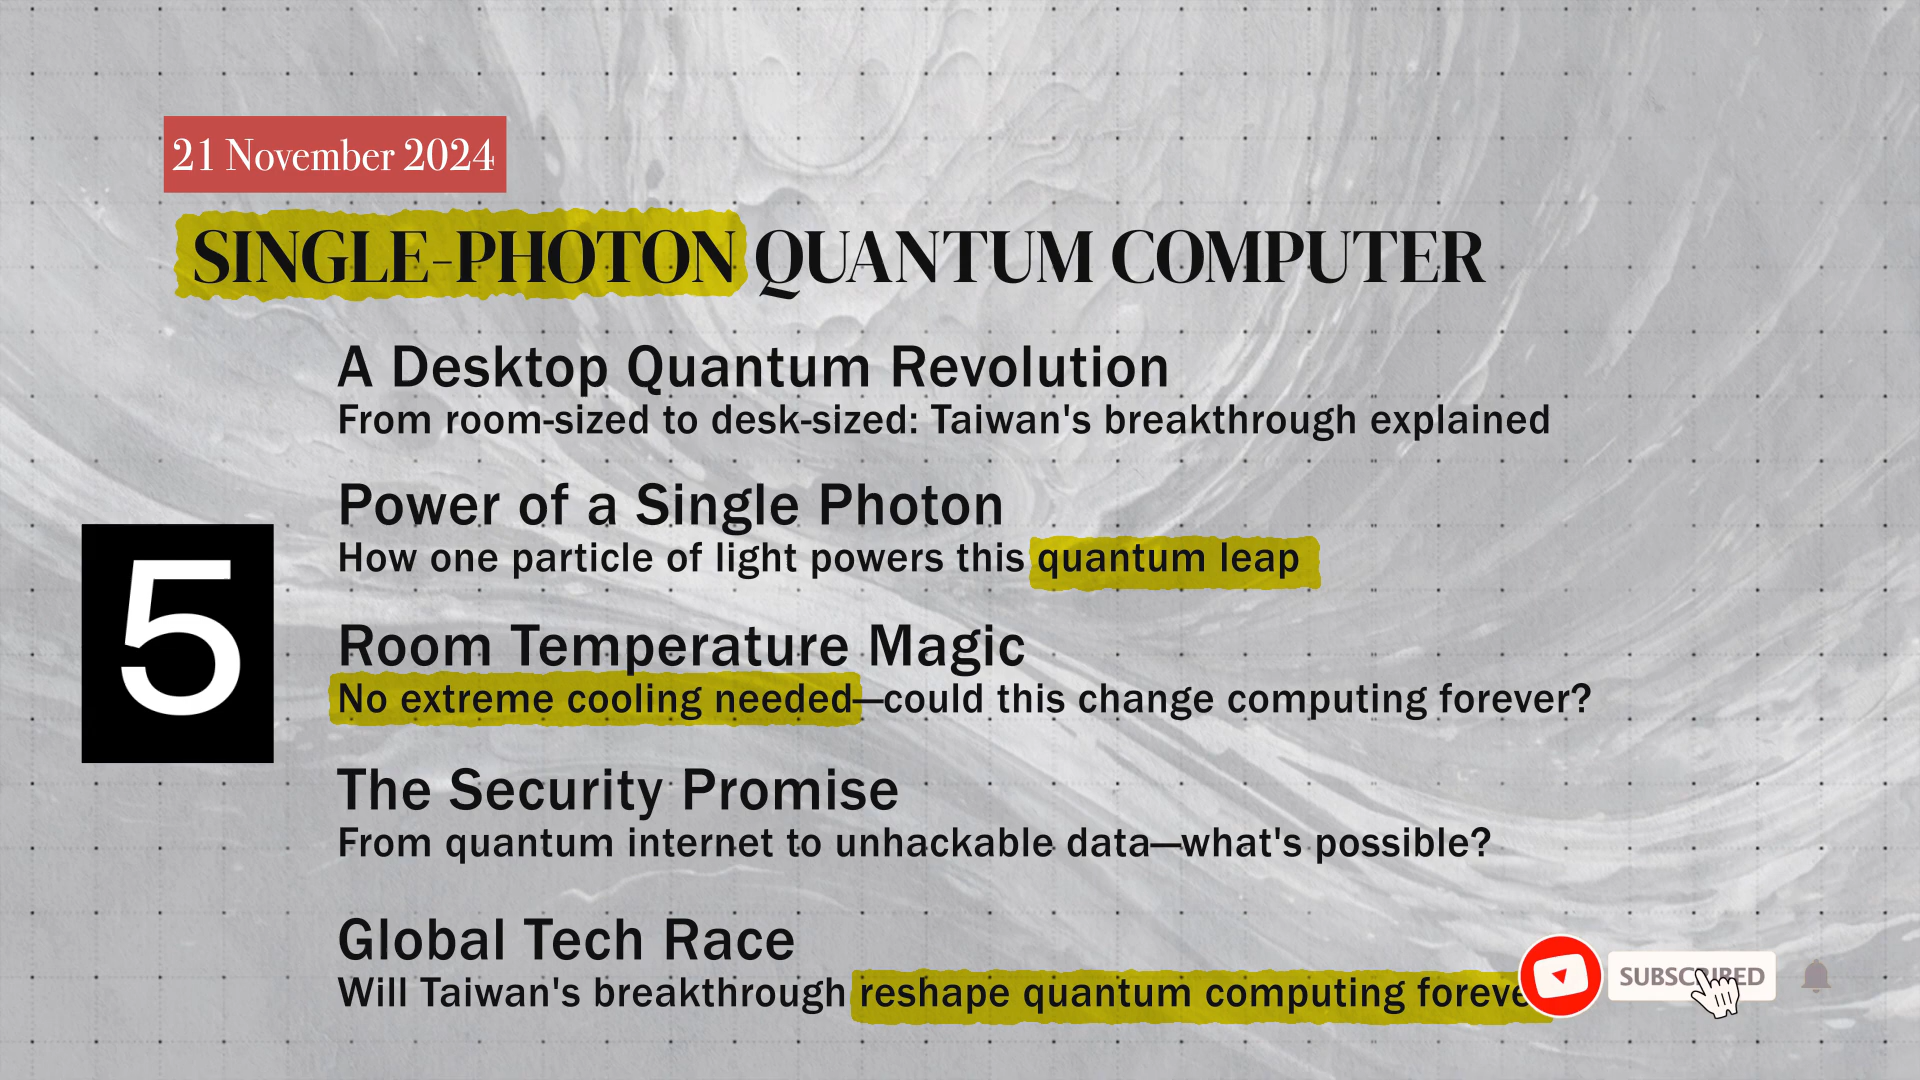 21 November 2024
SINGLE-PHOTON QUANTUM COMPUTER
A Desktop Quantum Revolution
From room-sized to desk-sized: Taiwan's breakthrough explained
Power of a Single Photon
How one particle of light powers this quantum leap
5
Room Temperature Magic
No extreme cooling needed—could this change computing forever?
The Security Promise
From quantum internet to unhackable data—what's possible?
Global Tech Race
Will Taiwan's breakthrough reshape quantum computing foreve
SUBSCRIBED